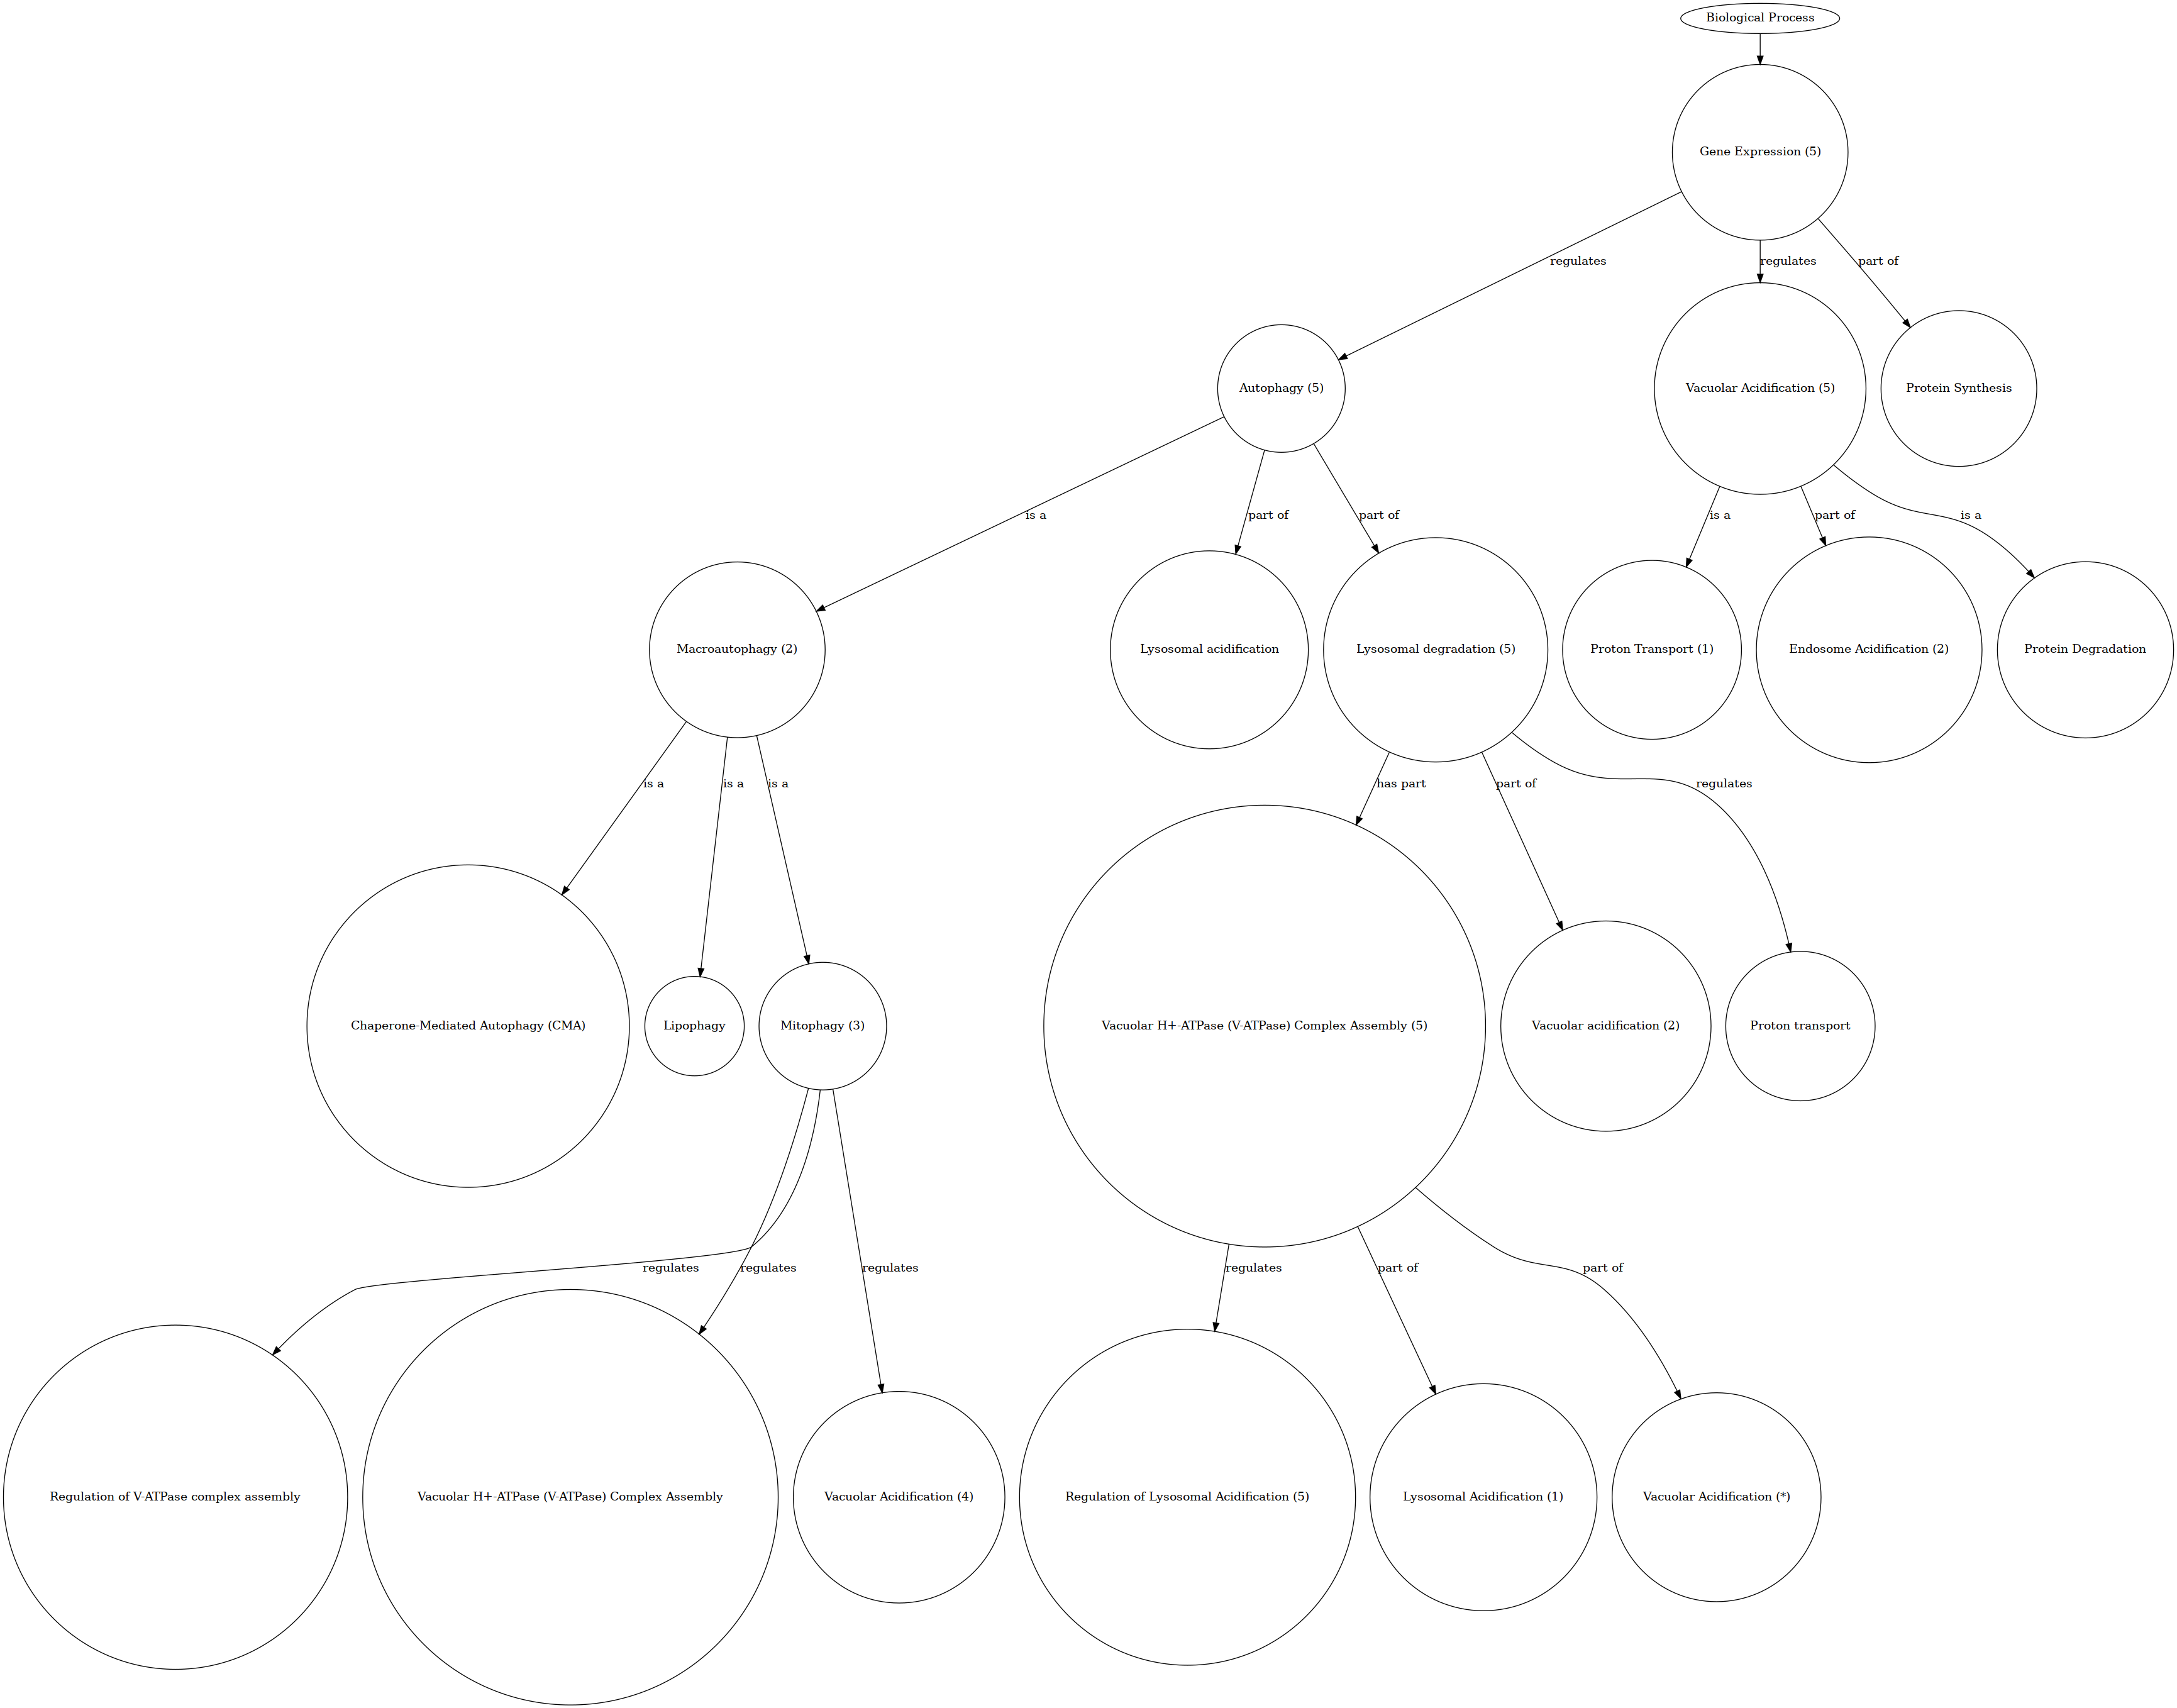 Biological Process
Gene Expression (5)
regulates
regulates
part of
Autophagy (5)
Vacuolar Acidification (5)
Protein Synthesis
is a
part of
part of
is a
part of
is a
Macroautophagy (2)
Lysosomal acidification
Lysosomal degradation (5)
Proton Transport (1)
Endosome Acidification (2)
Protein Degradation
is a
is a
is a
has part
part of
regulates
Chaperone-Mediated Autophagy (CMA)
Lipophagy
Mitophagy (3)
Vacuolar H+-ATPase (V-ATPase) Complex Assembly (5)
Vacuolar acidification (2)
Proton transport
regulates
regulates
regulates
regulates
part of
part of
Regulation of V-ATPase complex assembly
Vacuolar H+-ATPase (V-ATPase) Complex Assembly
Vacuolar Acidification (4)
Regulation of Lysosomal Acidification (5)
Lysosomal Acidification (1)
Vacuolar Acidification (*)